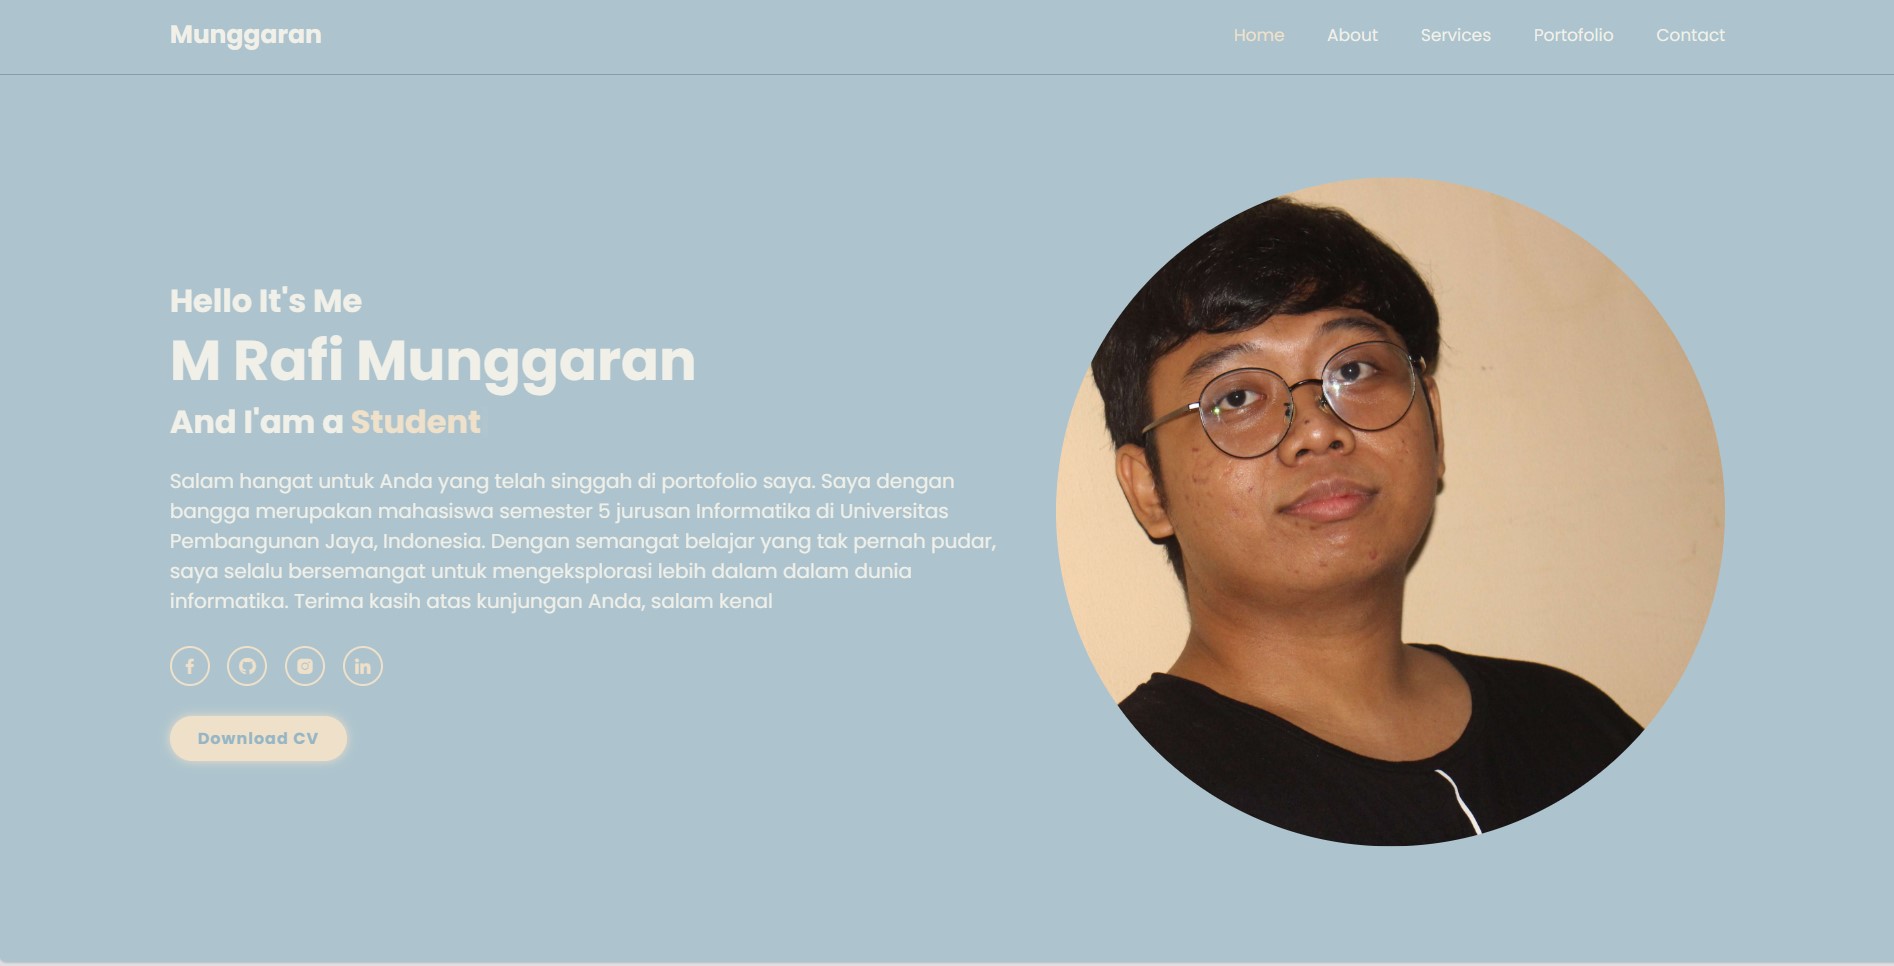 Munggaran
Home About Services Portofolio Contact
Hello It's Me
M Rafi Munggaran
And I'am a Student
Salam hangat untuk Anda yang telah singgah di portofolio saya. Saya dengan
bangga merupakan mahasiswa semester 5 jurusan Informatika di Universitas
Pembangunan Jaya, Indonesia. Dengan semangat belajar yang tak pernah pudar,
saya selalu bersemangat untuk mengeksplorasi lebih dalam dalam dunia
informatika. Terima kasih atas kunjungan Anda, salam kenal
Download CV